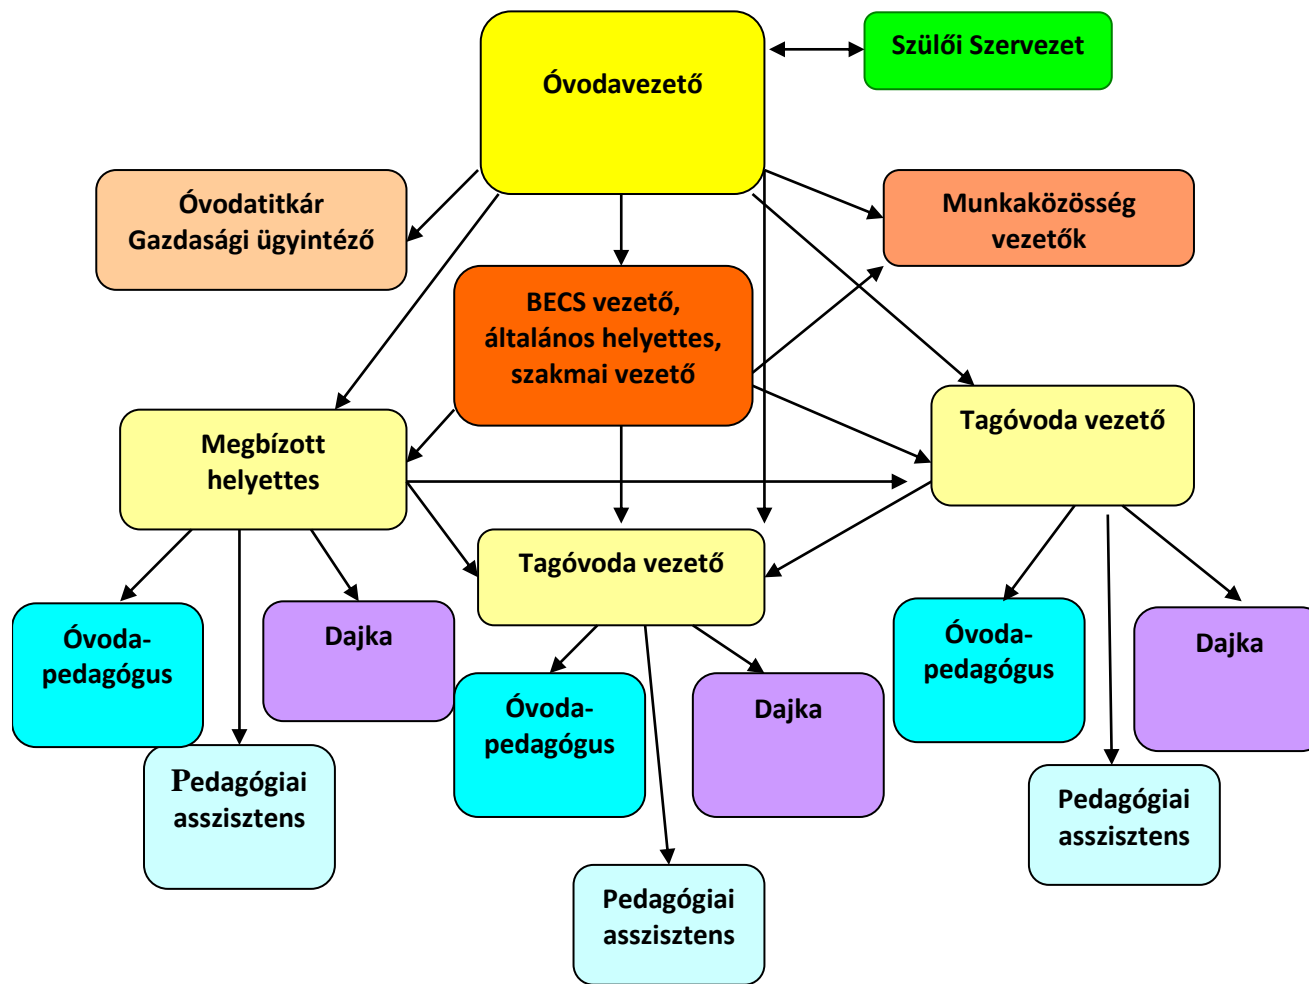 Szülői Szervezet
Óvodavezető
Óvodatitkár
Gazdasági ügyintéző
Munkaközösség
vezetők
BECS vezető,
általános helyettes,
szakmai vezető
Megbízott
helyettes
Tagóvoda vezető
Tagóvoda vezető
Óvoda-
pedagógus
Dajka
Óvoda-
pedagógus
Dajka
Óvoda-
pedagógus
Dajka
Pedagógiai
asszisztens
Pedagógiai
asszisztens
Pedagógiai
asszisztens